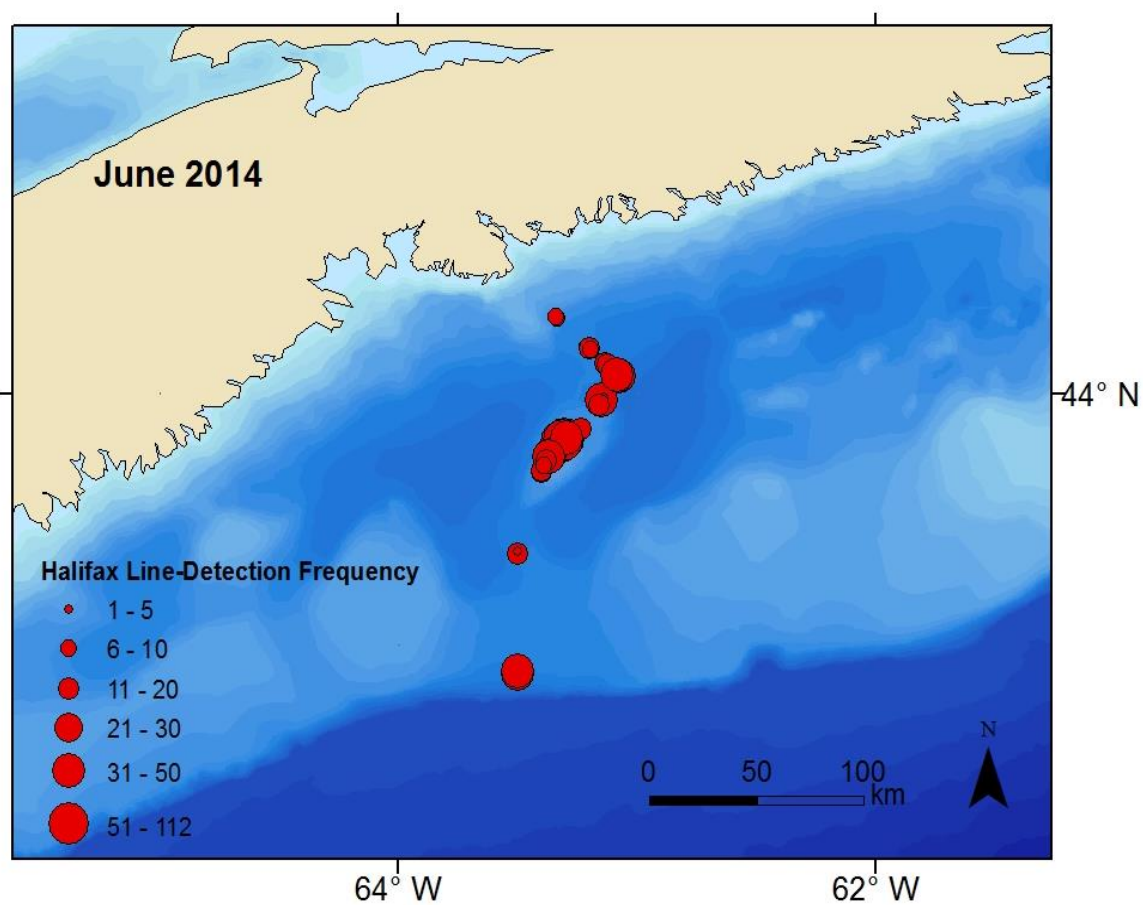 June 2014
44° N
Halifax Line-Detection Frequency
1 - 5
6 - 10
11 - 20
21 - 30
31 - 50
51 - 112
0 50 100
km
N
64° W
62° W